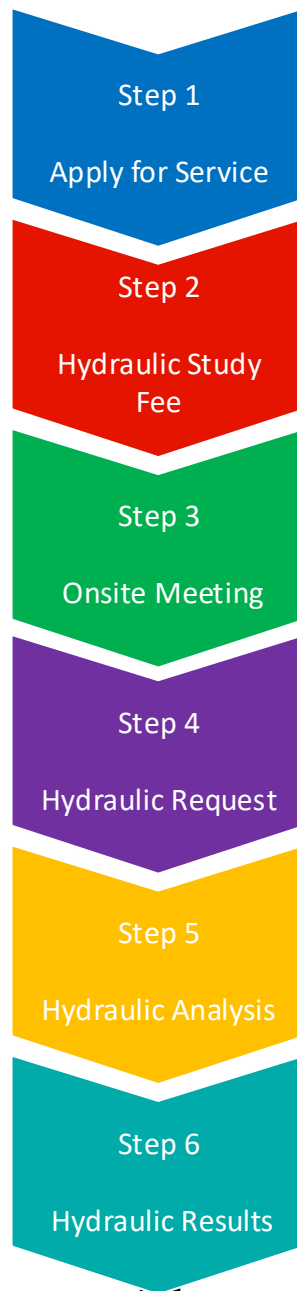 Step 1
Apply for Service
Step 2
Hydraulic Study
Fee
Step 3
Onsite Meeting
Step 4
Hydraulic Request
Step 5
Hydraulic Analysis
Step 6
Hydraulic Results